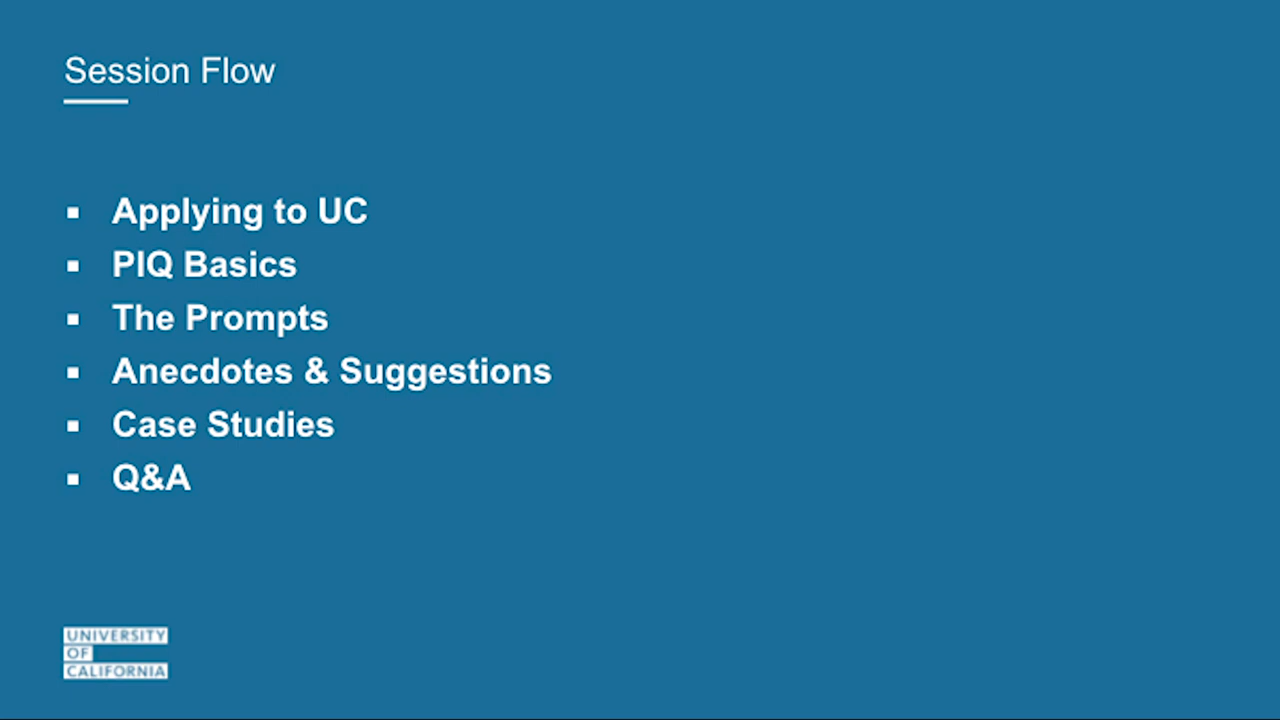 Session Flow
Applying to UC
PIQ Basics
The Prompts
Anecdotes & Suggestions
Case Studies
Q&A
UNIVERSITY
OF
CALIFORNIA